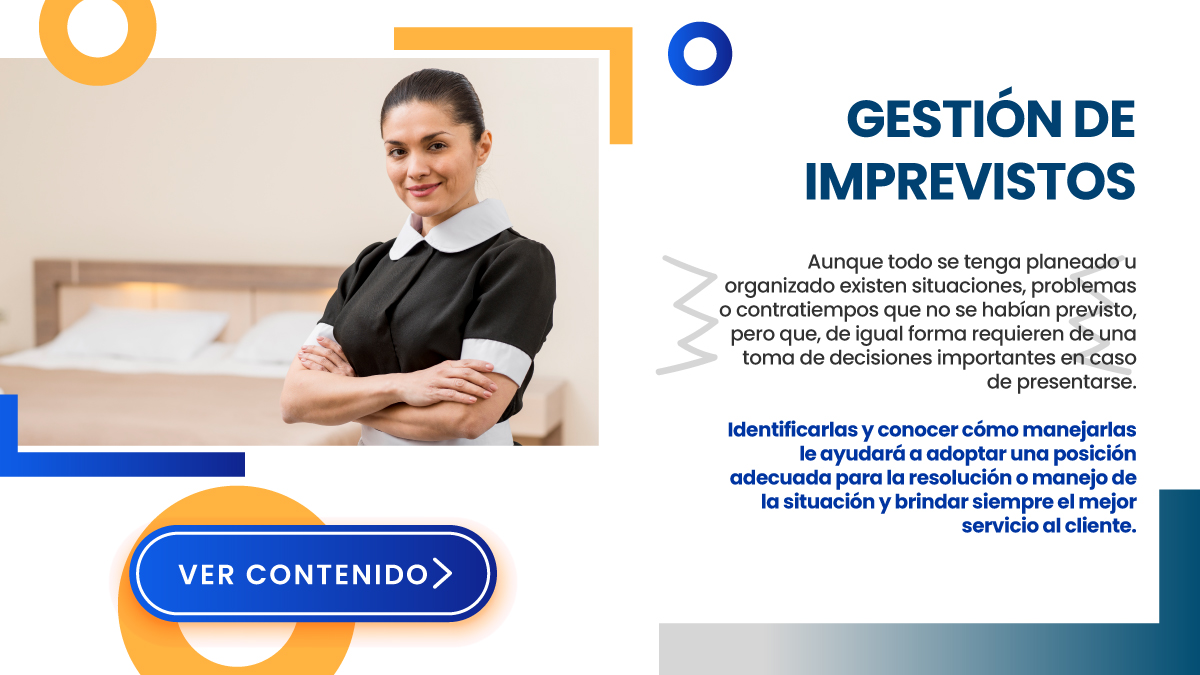 GESTIÓN DE
IMPREVISTOS
Aunque todo se tenga planeado u
organizado existen situaciones, problemas
o contratiempos que no se habían previsto,
pero que, de igual forma requieren de una
toma de decisiones importantes en caso
de presentarse.
Identificarlas y conocer cómo manejarlas
le ayudará a adoptar una posición
adecuada para la resolución o manejo de
la situación y brindar siempre el mejor
servicio al cliente.
VER CONTENIDO